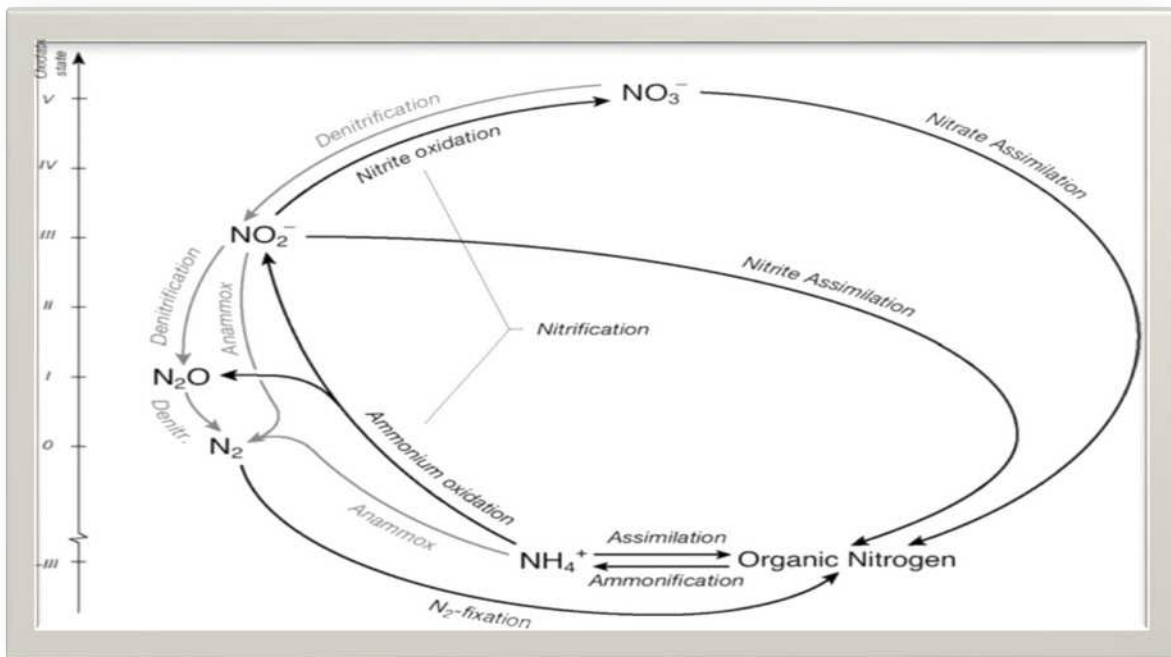 Oxidation
state
V
NO₃⁻
Denitrification
Nitrite oxidation
Nitrate Assimilation
IV
III
NO₂⁻
Nitrite Assimilation
Denitrification
Anammox
II
Nitrification
I
N₂O
Denitr.
0
N₂
Ammonium oxidation
Anammox
-III
NH₄⁺
Assimilation
Ammonification
Organic Nitrogen
N₂-fixation